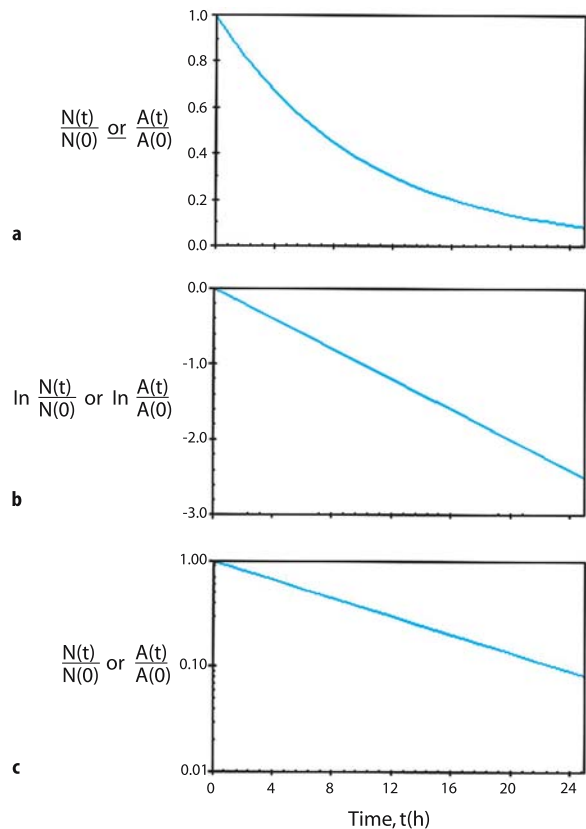 1.0
0.8
0.6
N(t) or A(t)
N(0) A(0)
0.4
0.2
a
0.0
0.0
-1.0
ln N(t) or ln A(t)
N(0) A(0)
-2.0
b
-3.0
1.00
N(t) or A(t)
N(0) A(0)
0.10
c
0.01
0 4 8 12 16 20 24
Time, t(h)